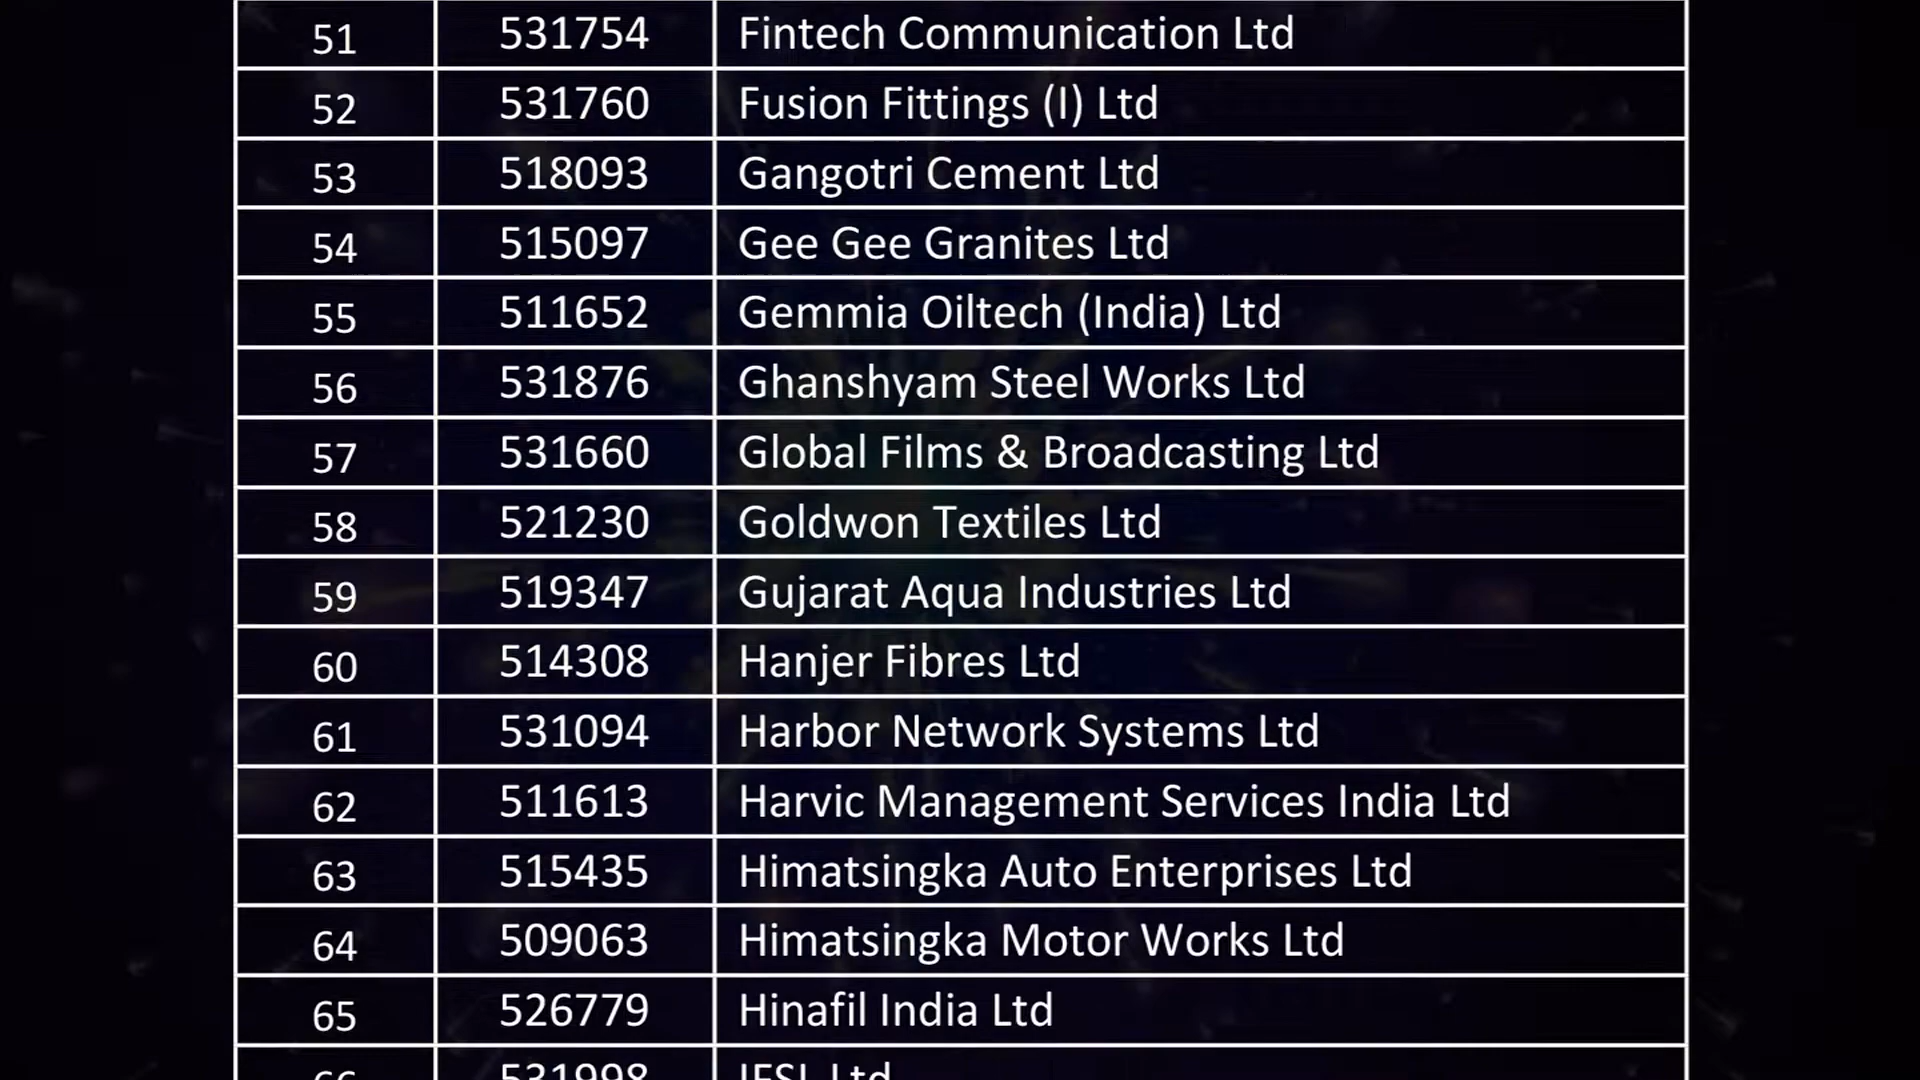 51 531754 Fintech Communication Ltd
52 531760 Fusion Fittings (I) Ltd
53 518093 Gangotri Cement Ltd
54 515097 Gee Gee Granites Ltd
55 511652 Gemmia Oiltech (India) Ltd
56 531876 Ghanshyam Steel Works Ltd
57 531660 Global Films & Broadcasting Ltd
58 521230 Goldwon Textiles Ltd
59 519347 Gujarat Aqua Industries Ltd
60 514308 Hanjer Fibres Ltd
61 531094 Harbor Network Systems Ltd
62 511613 Harvic Management Services India Ltd
63 515435 Himatsingka Auto Enterprises Ltd
64 509063 Himatsingka Motor Works Ltd
65 526779 Hinafil India Ltd
66 531998 Ltd